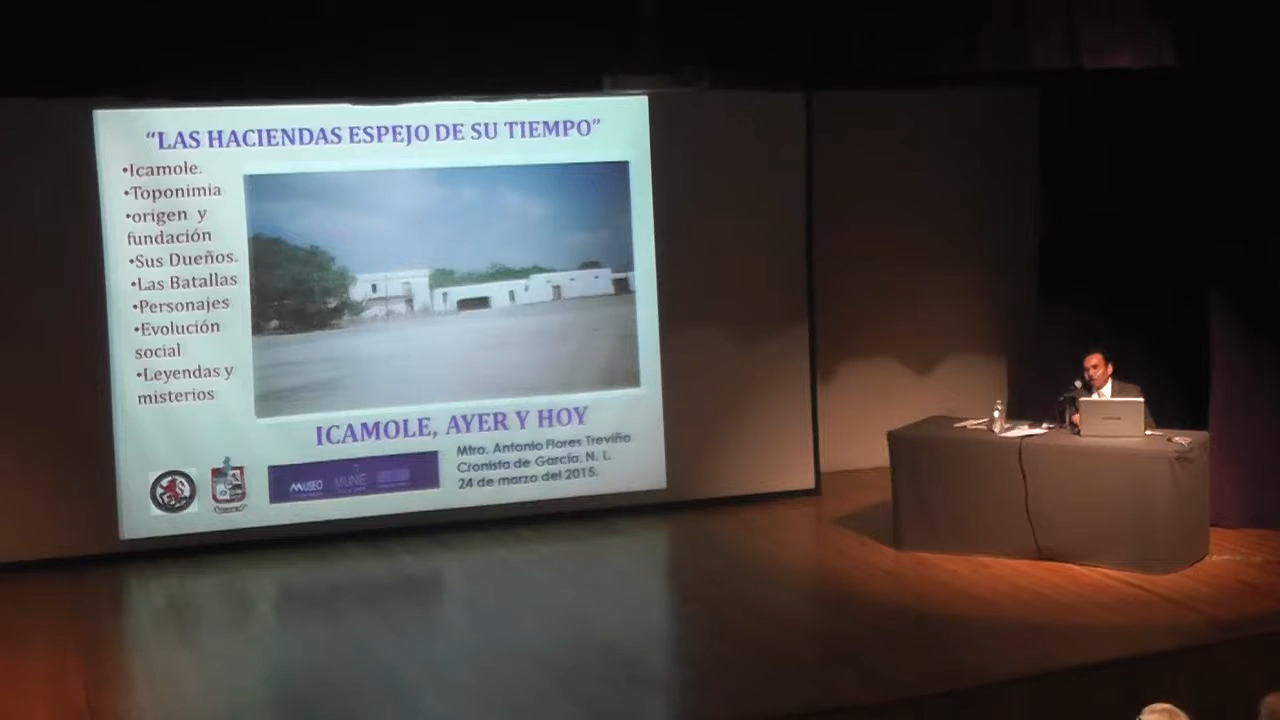 “LAS HACIENDAS ESPEJO DE SU TIEMPO”
•Icamole.
•Toponimia
•origen y
fundación
•Sus Dueños.
•Las Batallas
•Personajes
•Evolución
social
•Leyendas y
misterios
ICAMOLE, AYER Y HOY
Mtro. Antonio Flores Treviño
Cronista de García, N. L.
24 de marzo del 2015.
MUSEO
MUNE